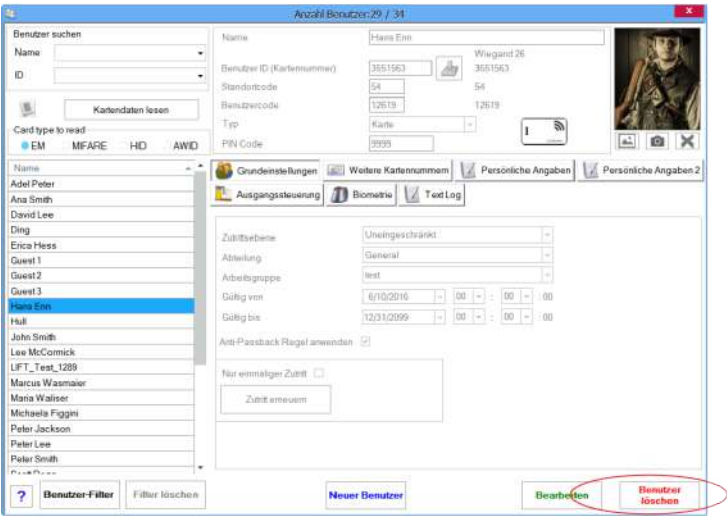 Anzahl Benutzer:29 / 34
x
Benutzer suchen
Name
ID
Kartendaten lesen
Card type to read
EM MIFARE HID AWID
Name
Adel Peter
Ana Smith
David Lee
Ding
Erica Hess
Guest 1
Guest 2
Guest 3
Hans Enn
Hull
John Smith
Lee McCormick
LIFT_Test_1289
Marcus Wasmaier
Maria Waliser
Michaela Figgini
Peter Jackson
Peter Lee
Peter Smith
Name Hans Enn
Wiegand 26
Benutzer ID (Kartennummer) 3551563 3551563
Standortcode 54 54
Benutzercode 12619 12619
Typ Karte
1
PIN Code 9999
Grundeinstellungen Weitere Kartennummern Persönliche Angaben Persönliche Angaben 2
Ausgangssteuerung Biometrie Text Log
Zutrittsebene Uneingeschränkt
Abteilung General
Arbeitsgruppe test
Gültig von 6/10/2016 00 : 00 : 00
Gültig bis 12/31/2099 00 : 00 : 00
Anti-Passback Regel anwenden
Nur einmaliger Zutritt
Zutritt erneuern
? Benutzer-Filter Filter löschen Neuer Benutzer Bearbeiten Benutzer
löschen